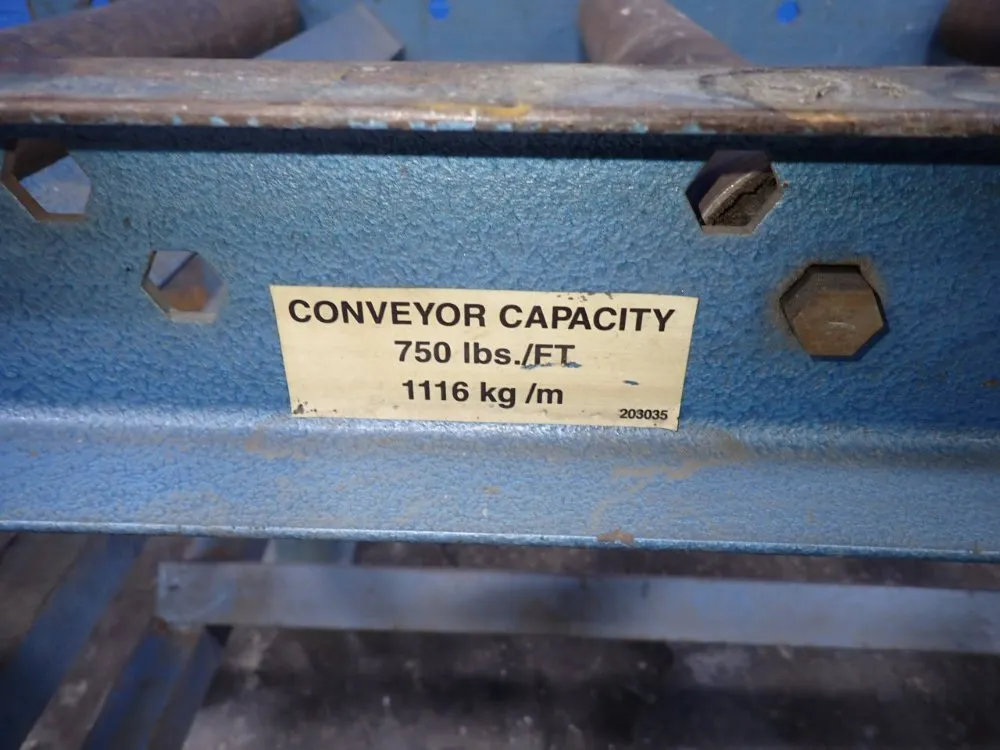 CONVEYOR CAPACITY
750 lbs./FT
1116 kg /m
203035